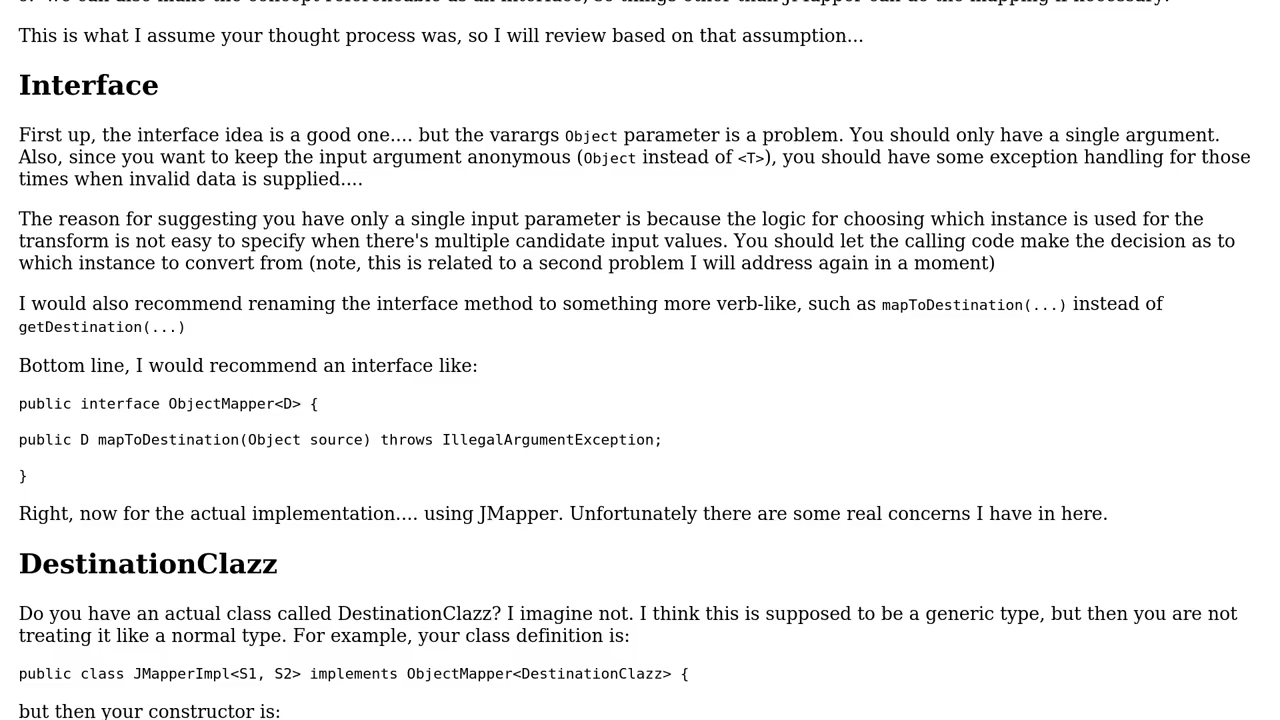 This is what I assume your thought process was, so I will review based on that assumption...
Interface
First up, the interface idea is a good one.... but the varargs Object parameter is a problem. You should only have a single argument.
Also, since you want to keep the input argument anonymous (Object instead of <T>), you should have some exception handling for those
times when invalid data is supplied....
The reason for suggesting you have only a single input parameter is because the logic for choosing which instance is used for the
transform is not easy to specify when there's multiple candidate input values. You should let the calling code make the decision as to
which instance to convert from (note, this is related to a second problem I will address again in a moment)
I would also recommend renaming the interface method to something more verb-like, such as mapToDestination(...) instead of
getDestination(...)
Bottom line, I would recommend an interface like:
public interface ObjectMapper<D> {
public D mapToDestination(Object source) throws IllegalArgumentException;
}
Right, now for the actual implementation.... using JMapper. Unfortunately there are some real concerns I have in here.
DestinationClazz
Do you have an actual class called DestinationClazz? I imagine not. I think this is supposed to be a generic type, but then you are not
treating it like a normal type. For example, your class definition is:
public class JMapperImpl<S1, S2> implements ObjectMapper<DestinationClazz> {
but then your constructor is: